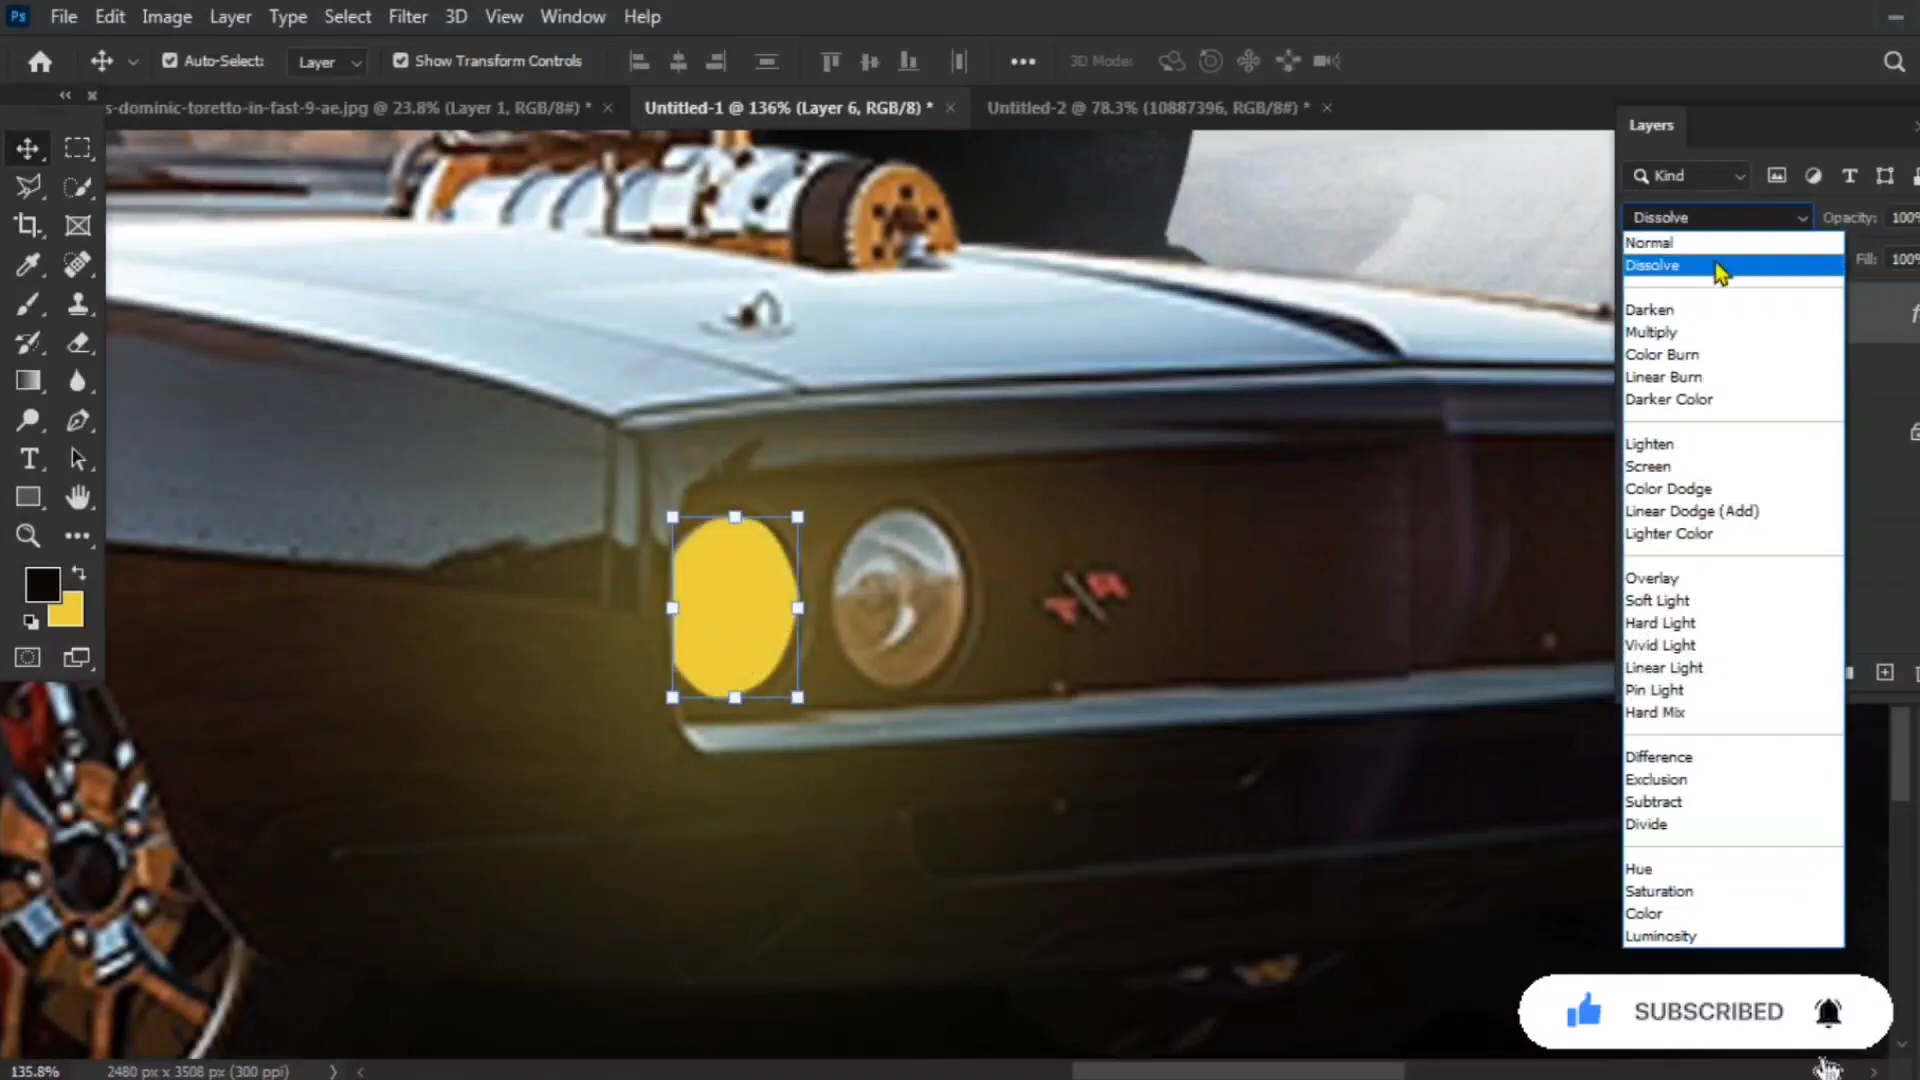 Ps File Edit Image Layer Type Select Filter 3D View Window Help
Auto-Select: Layer Show Transform Controls 3D Mode:
s-dominic-toretto-in-fast-9-ae.jpg @ 23.8% (Layer 1, RGB/8#) * Untitled-1 @ 136% (Layer 6, RGB/8) * Untitled-2 @ 78.3% (10887396, RGB/8#) *
Layers
Kind
Dissolve Opacity: 100%
Normal
Dissolve Fill: 100%
Darken
Multiply
Color Burn
Linear Burn
Darker Color
Lighten
Screen
Color Dodge
Linear Dodge (Add)
Lighter Color
Overlay
Soft Light
Hard Light
Vivid Light
Linear Light
Pin Light
Hard Mix
Difference
Exclusion
Subtract
Divide
Hue
Saturation
Color
Luminosity
SUBSCRIBED
135.8% 2480 px x 3508 px (300 ppi)